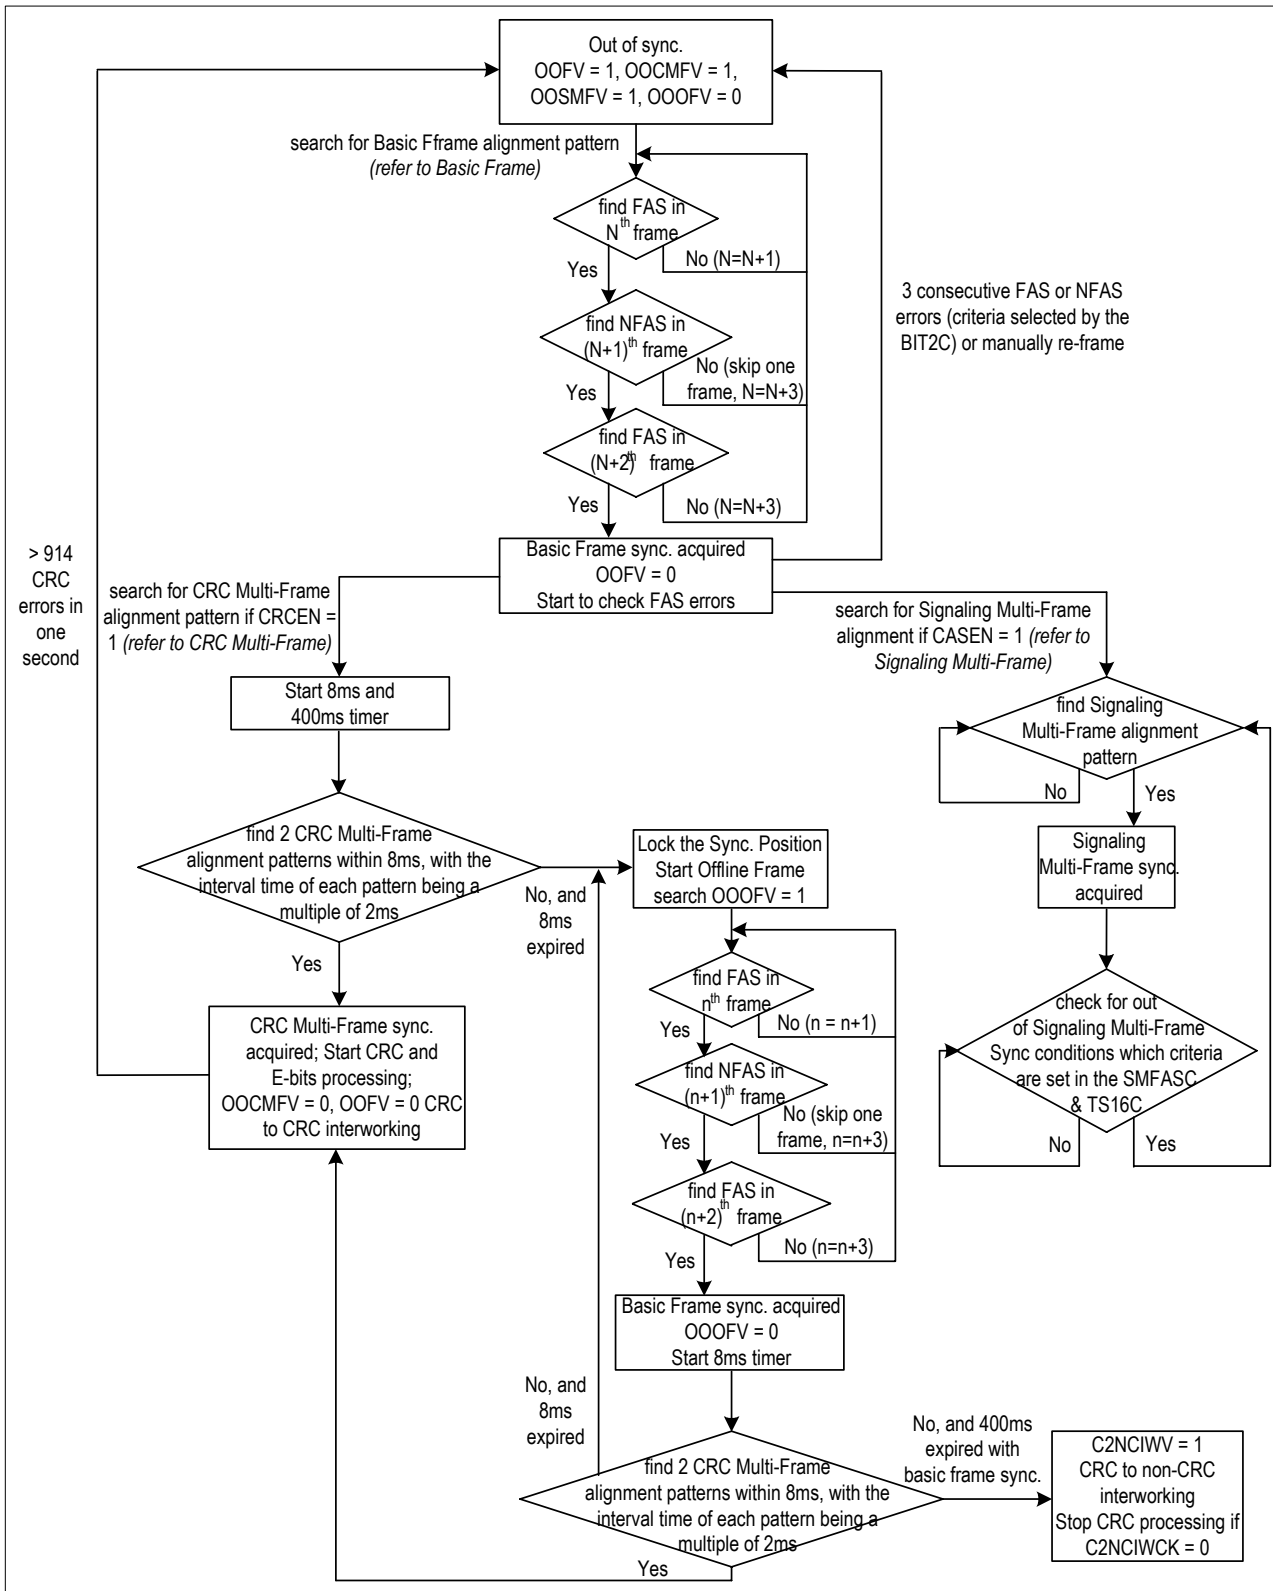 Out of sync.
OOFV = 1, OOCMFV = 1,
OOSMFV = 1, OOOFV = 0
search for Basic Fframe alignment pattern
(refer to Basic Frame)
find FAS in
N th frame
No (N=N+1)
Yes
find NFAS in
(N+1) th frame
No (skip one
frame, N=N+3)
Yes
find FAS in
(N+2) th frame
Yes
No (N=N+3)
3 consecutive FAS or NFAS
errors (criteria selected by the
BIT2C) or manually re-frame
Basic Frame sync. acquired
OOFV = 0
Start to check FAS errors
> 914
CRC
errors in
one
second
search for CRC Multi-Frame
alignment pattern if CRCEN =
1 (refer to CRC Multi-Frame)
search for Signaling Multi-Frame
alignment if CASEN = 1 (refer to
Signaling Multi-Frame)
Start 8ms and
400ms timer
find Signaling
Multi-Frame alignment
pattern
No
Yes
Signaling
Multi-Frame sync.
acquired
check for out
of Signaling Multi-Frame
Sync conditions which criteria
are set in the SMFASC
& TS16C
No
Yes
find 2 CRC Multi-Frame
alignment patterns within 8ms, with the
interval time of each pattern being a
multiple of 2ms
No, and
8ms
expired
Yes
CRC Multi-Frame sync.
acquired; Start CRC and
E-bits processing;
OOCMFV = 0, OOFV = 0 CRC
to CRC interworking
Lock the Sync. Position
Start Offline Frame
search OOOFV = 1
find FAS in
n th frame
No (n = n+1)
Yes
find NFAS in
(n+1) th frame
No (skip one
frame, n=n+3)
Yes
find FAS in
(n+2) th frame
No (n=n+3)
Yes
Basic Frame sync. acquired
OOOFV = 0
Start 8ms timer
No, and
8ms
expired
find 2 CRC Multi-Frame
alignment patterns within 8ms, with the
interval time of each pattern being a
multiple of 2ms
Yes
No, and 400ms
expired with
basic frame sync.
C2NCIWV = 1
CRC to non-CRC
interworking
Stop CRC processing if
C2NCIWCK = 0